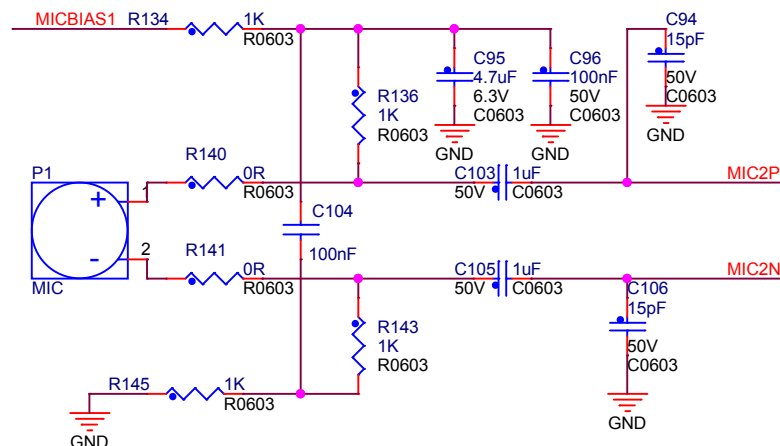 MICBIAS1
R134
1K
R0603
C95
4.7uF
6.3V
C0603
GND
C96
100nF
50V
C0603
GND
C94
15pF
50V
C0603
GND
R136
1K
R0603
P1
+
-
MIC
1
2
R140
0R
R0603
C103
50V
1uF
C0603
MIC2P
C104
100nF
R141
0R
R0603
C105
50V
1uF
C0603
MIC2N
C106
15pF
50V
C0603
GND
R143
1K
R0603
R145
1K
R0603
GND